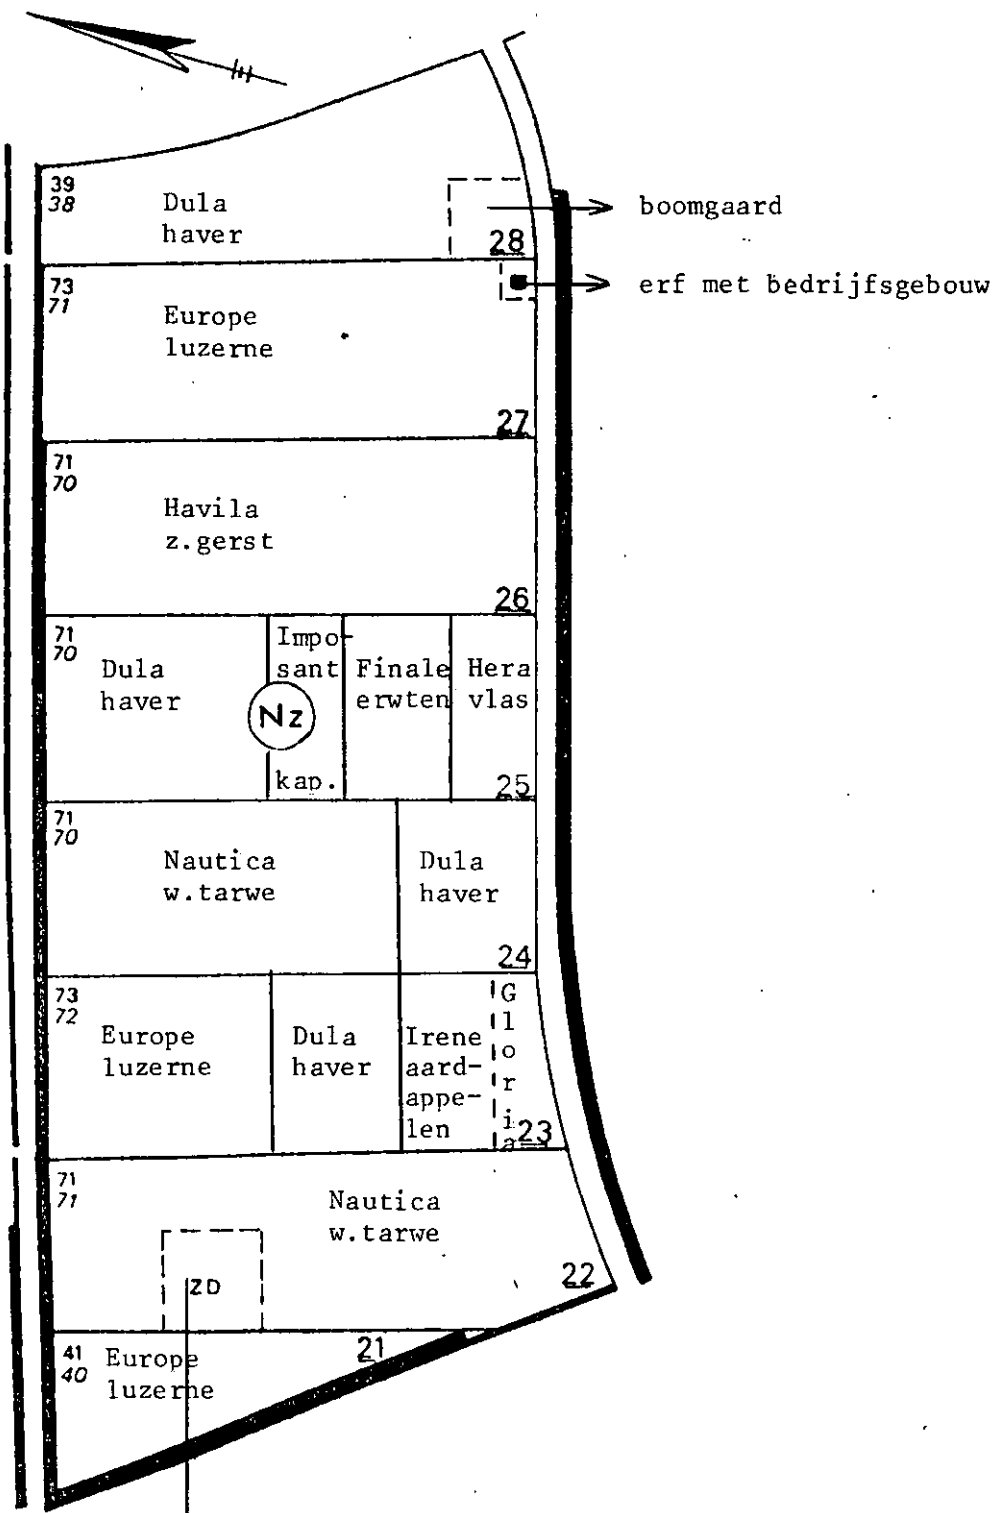 39
38
Dula
haver
28
boomgaard
erf met bedrijfsgebouw
73
71
Europe
luzerne
27
71
70
Havila
z.gerst
26
71
70
Dula
haver
Impo-
sant
kap.
Nz
Finale
erwten
Hera
vlas
25
71
70
Nautica
w.tarwe
Dula
haver
24
73
72
Europe
luzerne
Dula
haver
Irene
aard-
appe-
len
Gloria
23
71
71
Nautica
w.tarwe
22
ZD
41
40
Europe
luzerne
21